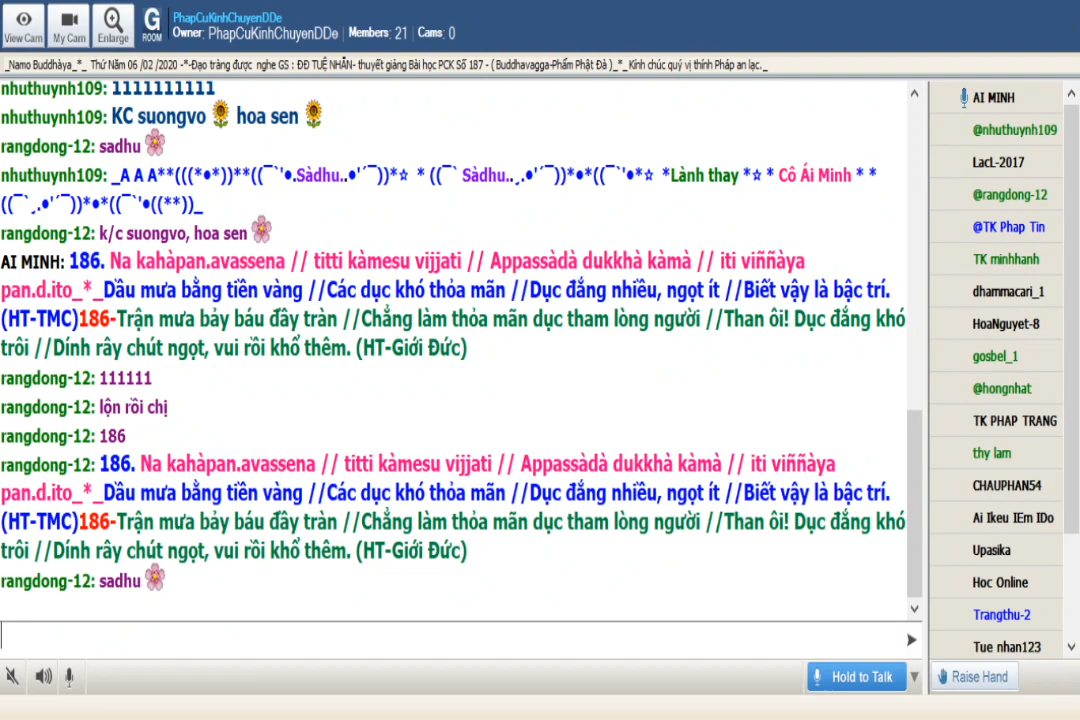 View Cam
My Cam
Enlarge
G
ROOM
PhapCuKinhChuyenDDe
Owner: PhapCuKinhChuyenDDe Members: 21 Cams: 0
_Namo Buddhàya_*_ Thứ Năm 06 /02 /2020 -*-Đạo tràng được nghe GS : ĐĐ TUỆ NHÂN- thuyết giảng Bài học PCK Số 187 - ( Buddhavagga-Phẩm Phật Đà )_*_Kính chúc quý vị thính Pháp an lạc._
nhuthuynh109: 1111111111
nhuthuynh109: KC suongvo 🌻 hoa sen 🌻
rangdong-12: sadhu 🌸
nhuthuynh109: _A A A**(((*•*))**((¯`'•.Sàdhu..•'´¯))*☆ * ((¯` Sàdhu..¸.•'´¯))*•*((¯`'•*☆ *Lành thay *☆ * Cô Ái Minh * *
((¯`¸.•'´¯))*•*((¯`'•((**))_
rangdong-12: k/c suongvo, hoa sen 🌸
AI MINH: 186. Na kahàpan.avassena // titti kàmesu vijjati // Appassàdà dukkhà kàmà // iti viññàya
pan.d.ito_*_Dầu mưa bằng tiền vàng //Các dục khó thỏa mãn //Dục đắng nhiều, ngọt ít //Biết vậy là bậc trí.
(HT-TMC)186-Trận mưa bảy báu đầy tràn //Chẳng làm thỏa mãn dục tham lòng người //Than ôi! Dục đắng khó
trôi //Dính rây chút ngọt, vui rồi khổ thêm. (HT-Giới Đức)
rangdong-12: 111111
rangdong-12: lộn rồi chị
rangdong-12: 186
rangdong-12: 186. Na kahàpan.avassena // titti kàmesu vijjati // Appassàdà dukkhà kàmà // iti viññàya
pan.d.ito_*_Dầu mưa bằng tiền vàng //Các dục khó thỏa mãn //Dục đắng nhiều, ngọt ít //Biết vậy là bậc trí.
(HT-TMC)186-Trận mưa bảy báu đầy tràn //Chẳng làm thỏa mãn dục tham lòng người //Than ôi! Dục đắng khó
trôi //Dính rây chút ngọt, vui rồi khổ thêm. (HT-Giới Đức)
rangdong-12: sadhu 🌸
AI MINH
@nhuthuynh109
LacL-2017
@rangdong-12
@TK Phap Tin
TK minhhanh
dhammacari_1
HoaNguyet-8
gosbel_1
@hongnhat
TK PHAP TRANG
thy lam
CHAUPHAN54
Ai Ikeu IEm IDo
Upasika
Hoc Online
Trangthu-2
Tue nhan123
Hold to Talk
Raise Hand